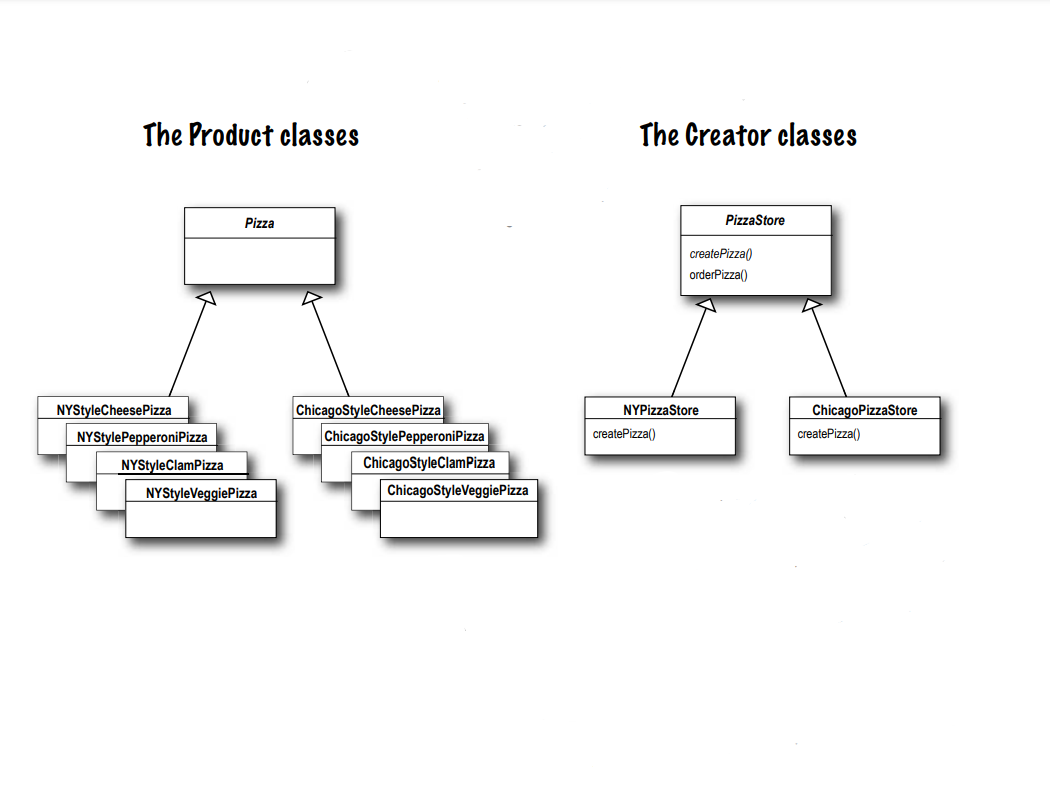 The Product classes
Pizza
NYStyleCheesePizza
NYStylePepperoniPizza
NYStyleClamPizza
NYStyleVeggiePizza
ChicagoStyleCheesePizza
ChicagoStylePepperoniPizza
ChicagoStyleClamPizza
ChicagoStyleVeggiePizza
The Creator classes
PizzaStore
createPizza()
orderPizza()
NYPizzaStore
createPizza()
ChicagoPizzaStore
createPizza()